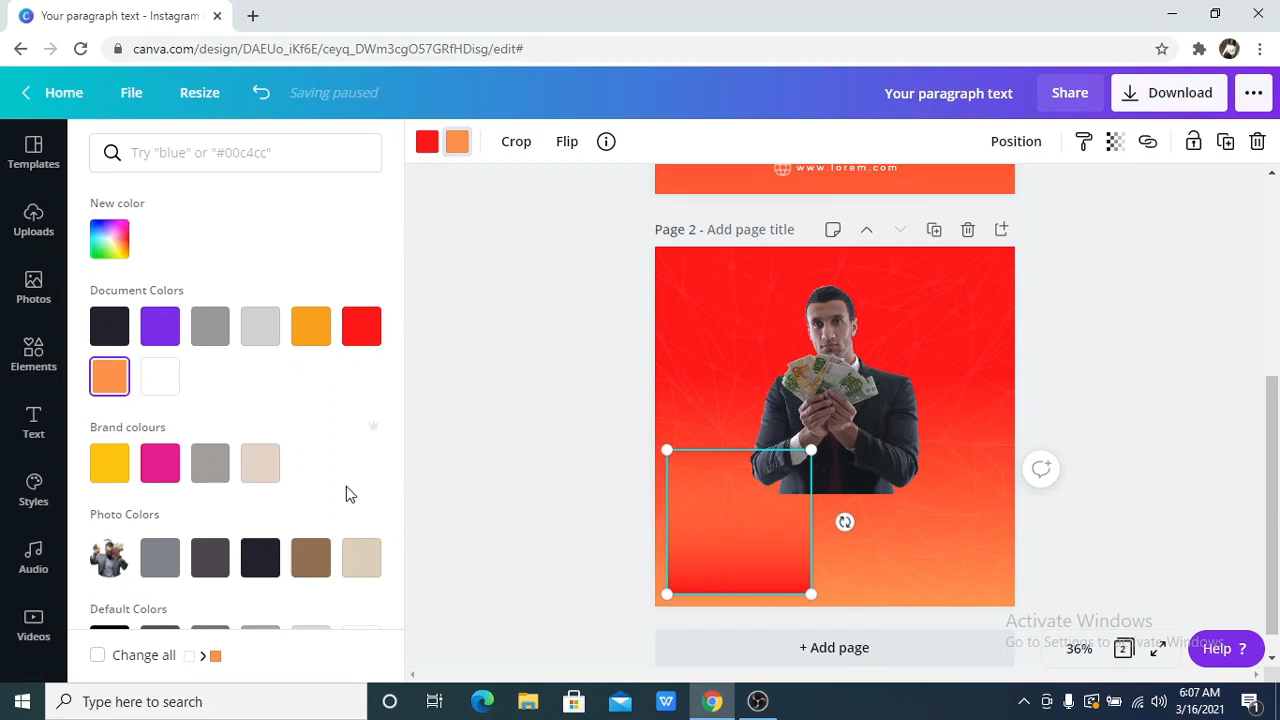 Your paragraph text - Instagram
canva.com/design/DAEUo_iKf6E/ceyq_DWm3cgO57GRfHDisg/edit#
Home
File
Resize
Saving paused
Your paragraph text
Share
Download
Templates
Uploads
Photos
Elements
Text
Styles
Audio
Videos
Try "blue" or "#00c4cc"
New color
Document Colors
Brand colours
Photo Colors
Default Colors
Change all
Crop
Flip
Position
www.lorem.com
Page 2 - Add page title
+ Add page
Activate Windows
Go to Settings to activate Windows.
36%
2
Help ?
Type here to search
6:07 AM
3/16/2021
1